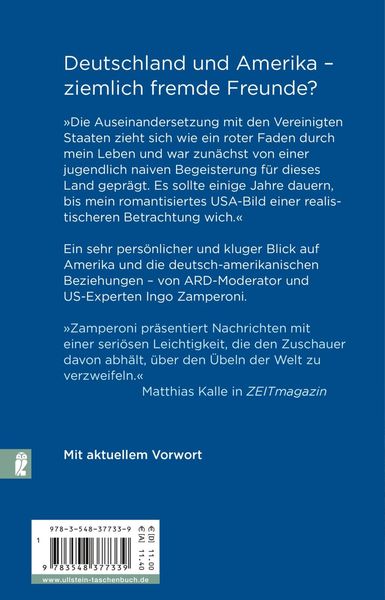 Deutschland und Amerika –
ziemlich fremde Freunde?
»Die Auseinandersetzung mit den Vereinigten
Staaten zieht sich wie ein roter Faden durch
mein Leben und war zunächst von einer
jugendlich naiven Begeisterung für dieses
Land geprägt. Es sollte einige Jahre dauern,
bis mein romantisiertes USA-Bild einer realis-
tischeren Betrachtung wich.«
Ein sehr persönlicher und kluger Blick auf
Amerika und die deutsch-amerikanischen
Beziehungen – von ARD-Moderator und
US-Experten Ingo Zamperoni.
»Zamperoni präsentiert Nachrichten mit
einer seriösen Leichtigkeit, die den Zuschauer
davon abhält, über den Übeln der Welt zu
verzweifeln.«
Matthias Kalle in ZEITmagazin
Mit aktuellem Vorwort
978-3-548-37733-9
€ [D] 11.00
€ [A] 11.40
1
9 783548 377339
www.ullstein-taschenbuch.de